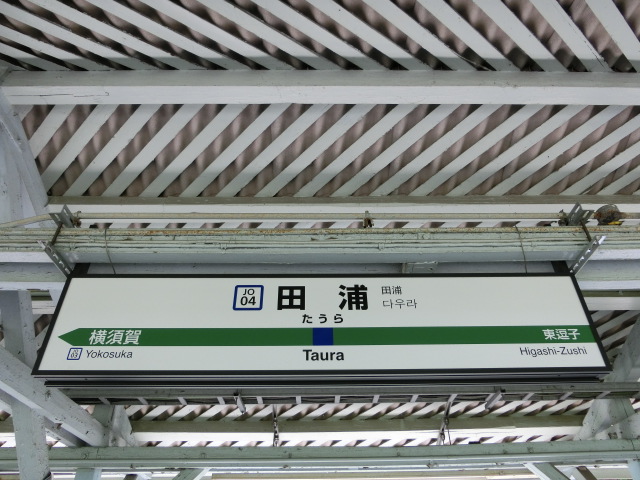 JO
04
田浦
たうら
田浦
다우라
横須賀
東逗子
JO
03
Yokosuka
Taura
Higashi-Zushi